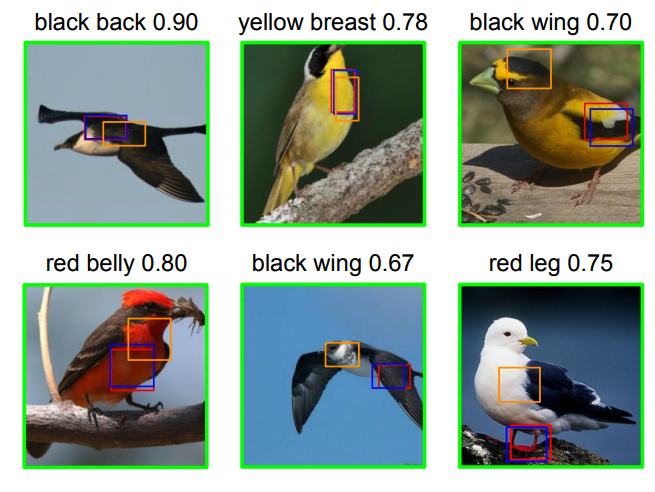 black back 0.90
yellow breast 0.78
black wing 0.70
red belly 0.80
black wing 0.67
red leg 0.75